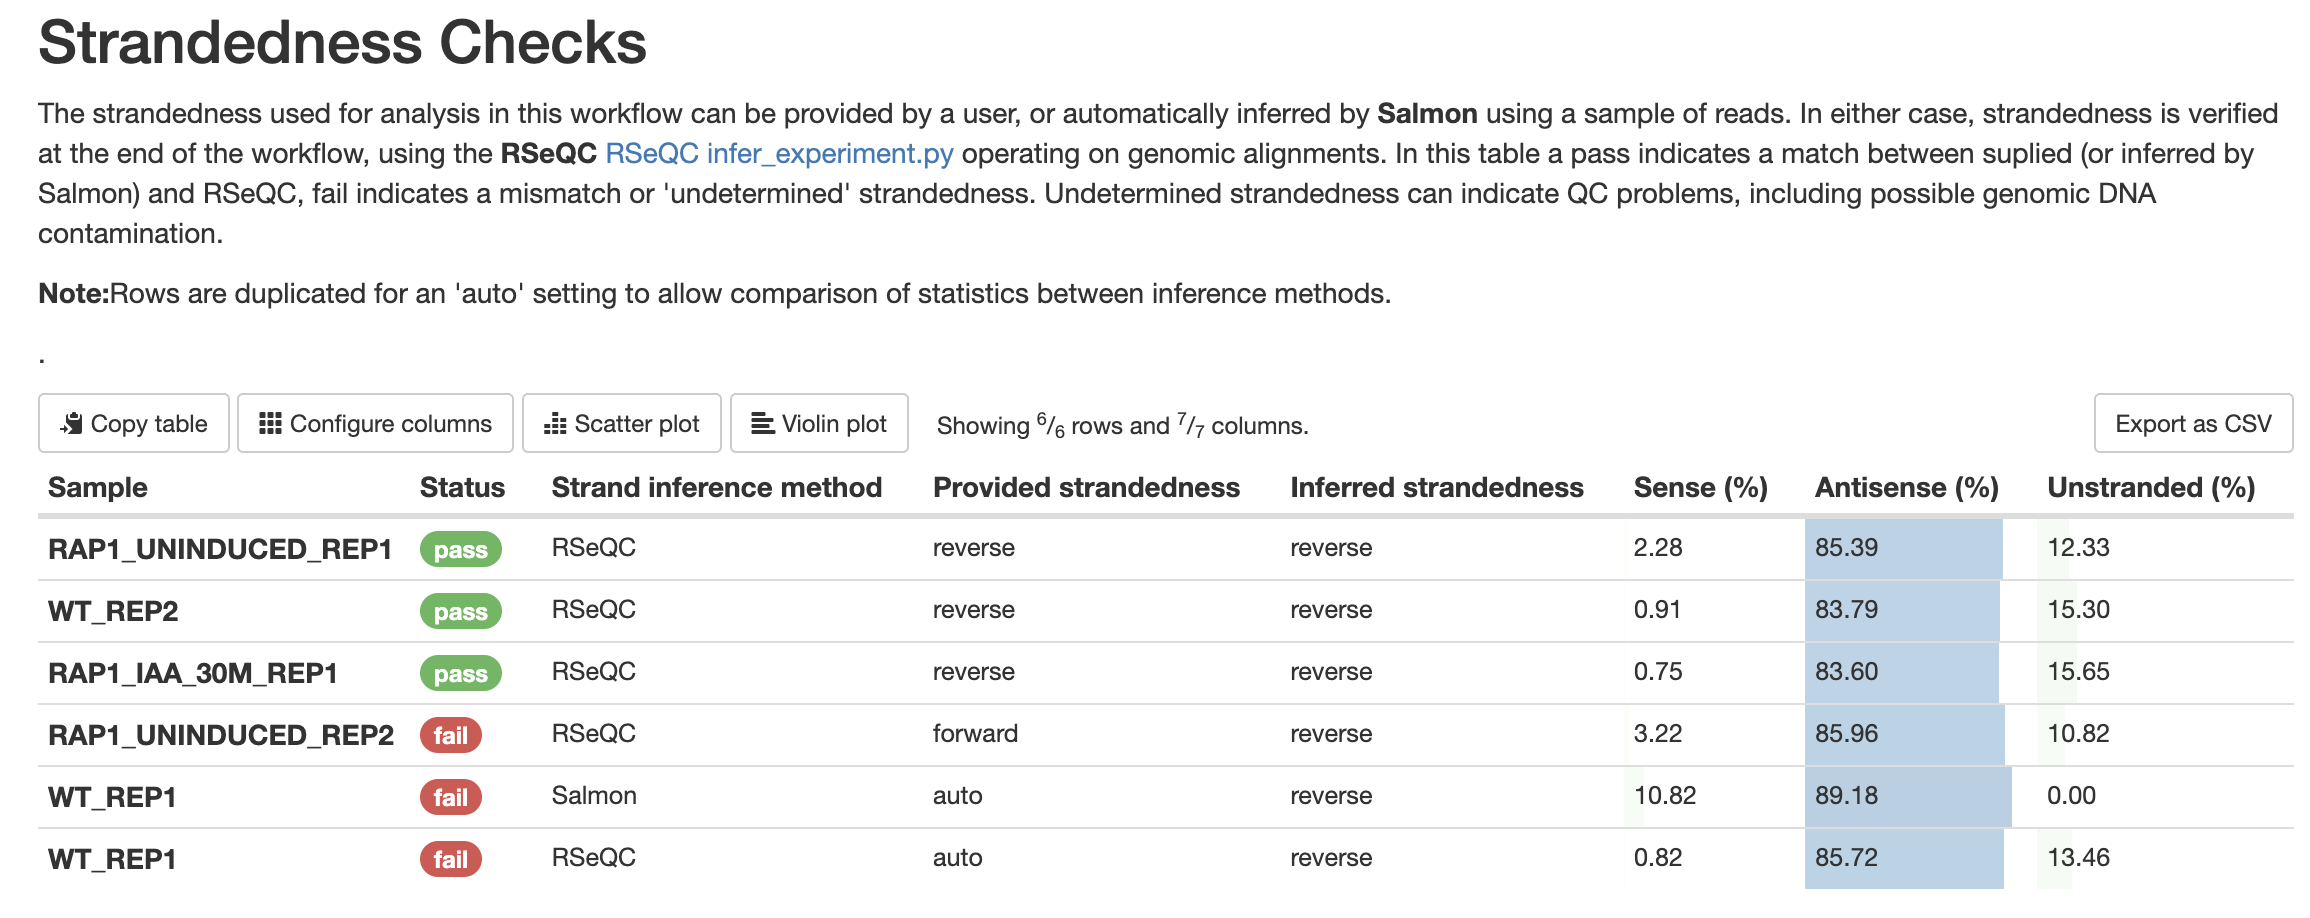 Strandedness Checks
The strandedness used for analysis in this workflow can be provided by a user, or automatically inferred by Salmon using a sample of reads. In either case, strandedness is verified
at the end of the workflow, using the RSeQC RSeQC infer_experiment.py operating on genomic alignments. In this table a pass indicates a match between suplied (or inferred by
Salmon) and RSeQC, fail indicates a mismatch or 'undetermined' strandedness. Undetermined strandedness can indicate QC problems, including possible genomic DNA
contamination.
Note:Rows are duplicated for an 'auto' setting to allow comparison of statistics between inference methods.
.
Copy table Configure columns Scatter plot Violin plot Showing 6/6 rows and 7/7 columns. Export as CSV
Sample Status Strand inference method Provided strandedness Inferred strandedness Sense (%) Antisense (%) Unstranded (%)
RAP1_UNINDUCED_REP1 pass RSeQC reverse reverse 2.28 85.39 12.33
WT_REP2 pass RSeQC reverse reverse 0.91 83.79 15.30
RAP1_IAA_30M_REP1 pass RSeQC reverse reverse 0.75 83.60 15.65
RAP1_UNINDUCED_REP2 fail RSeQC forward reverse 3.22 85.96 10.82
WT_REP1 fail Salmon auto reverse 10.82 89.18 0.00
WT_REP1 fail RSeQC auto reverse 0.82 85.72 13.46